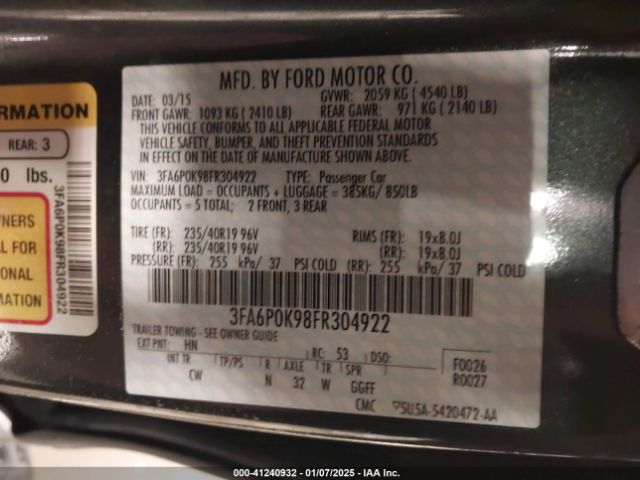 MFD. BY FORD MOTOR CO.
DATE: 03/15 GVWR: 2059 KG ( 4540 LB)
FRONT GAWR: 1093 KG ( 2410 LB) REAR GAWR: 971 KG ( 2140 LB)
THIS VEHICLE CONFORMS TO ALL APPLICABLE FEDERAL MOTOR
VEHICLE SAFETY, BUMPER, AND THEFT PREVENTION STANDARDS
IN EFFECT ON THE DATE OF MANUFACTURE SHOWN ABOVE.
VIN: 3FA6P0K98FR304922 TYPE: Passenger Car
MAXIMUM LOAD = OCCUPANTS + LUGGAGE = 385KG/ 850LB
OCCUPANTS = 5 TOTAL; 2 FRONT, 3 REAR
TIRE (FR): 235/40R19 96V RIMS (FR): 19x8.0J
(RR): 235/40R19 96V (RR): 19x8.0J
PRESSURE (FR): 255 kPa/ 37 PSI COLD (RR): 255 kPa/ 37 PSI COLD
3FA6P0K98FR304922
TRAILER TOWING - SEE OWNER GUIDE
EXT PNT: HN RC: 53 DSO:
INT TR TP/PS R AXLE TR SPR
CW N 32 W GGFF
F0026
R0027
CMC 5U5A-5420472-AA
ORMATION
REAR: 3
0 lbs.
WNERS
AL FOR
IONAL
MATION
3FA6P0K98FR304922
3-41240932 - 01/07/2025 - IAA Inc.